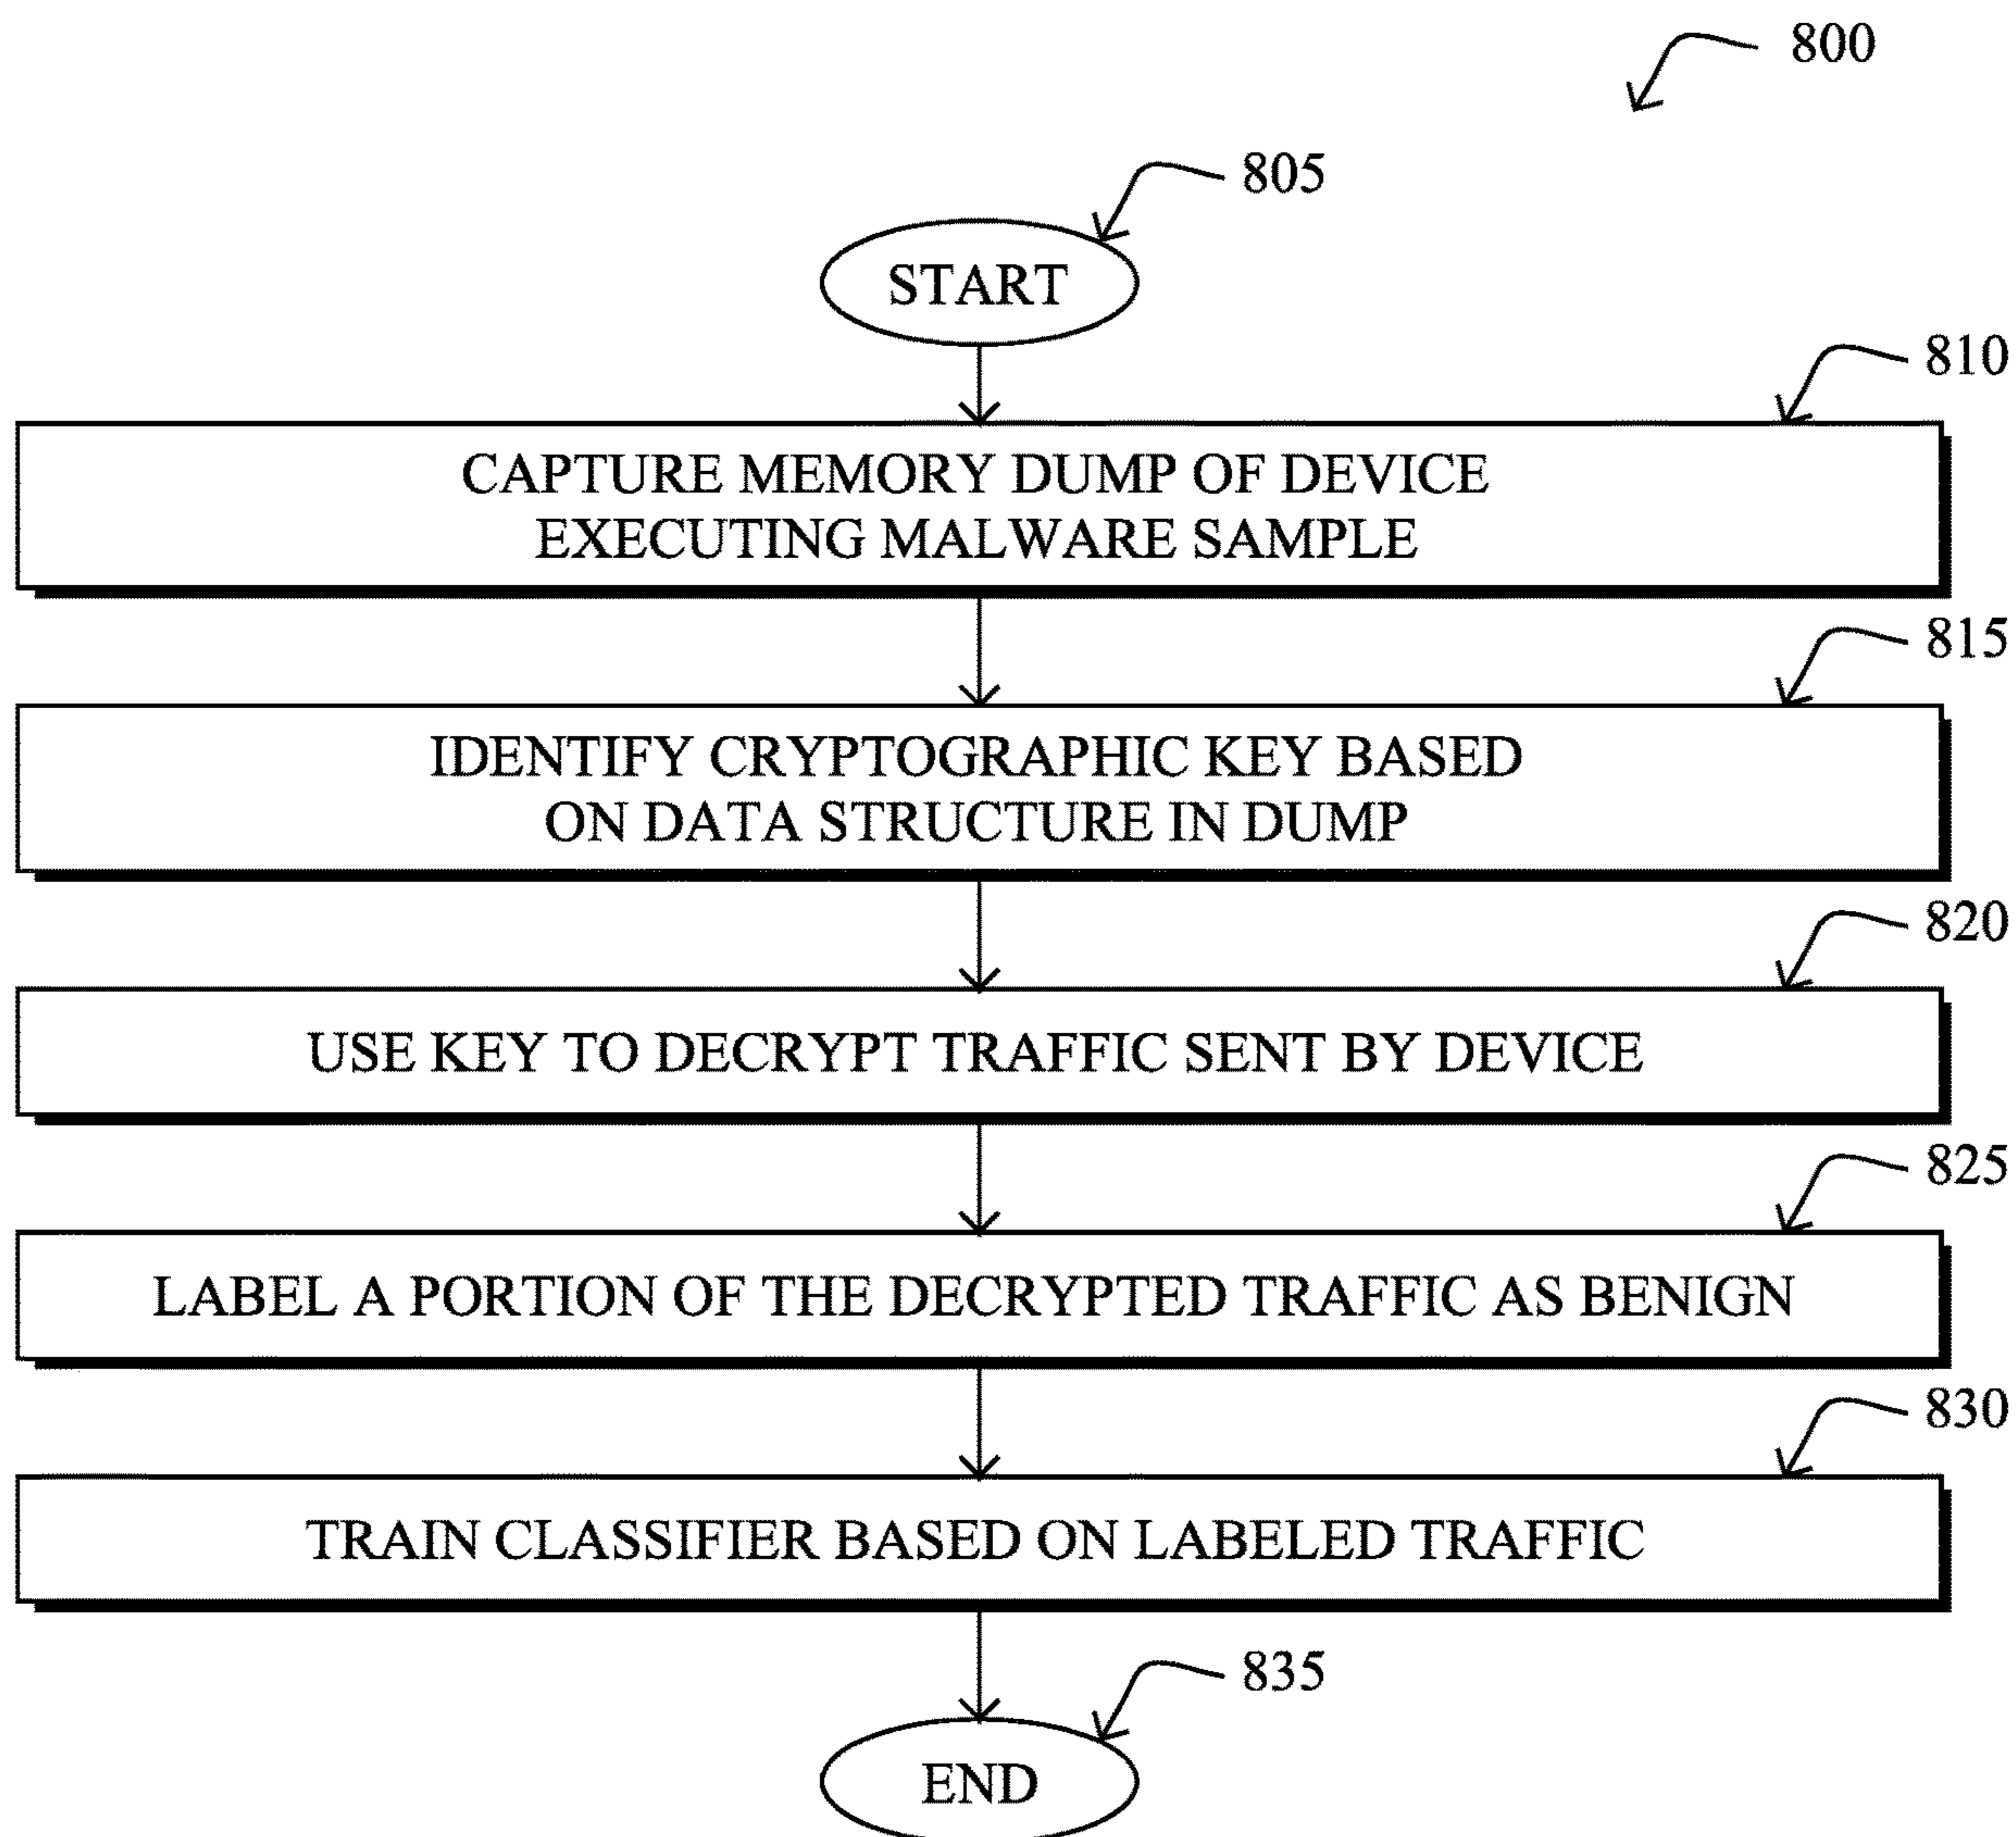 800
805
START
810
CAPTURE MEMORY DUMP OF DEVICE
EXECUTING MALWARE SAMPLE
815
IDENTIFY CRYPTOGRAPHIC KEY BASED
ON DATA STRUCTURE IN DUMP
820
USE KEY TO DECRYPT TRAFFIC SENT BY DEVICE
825
LABEL A PORTION OF THE DECRYPTED TRAFFIC AS BENIGN
830
TRAIN CLASSIFIER BASED ON LABELED TRAFFIC
835
END